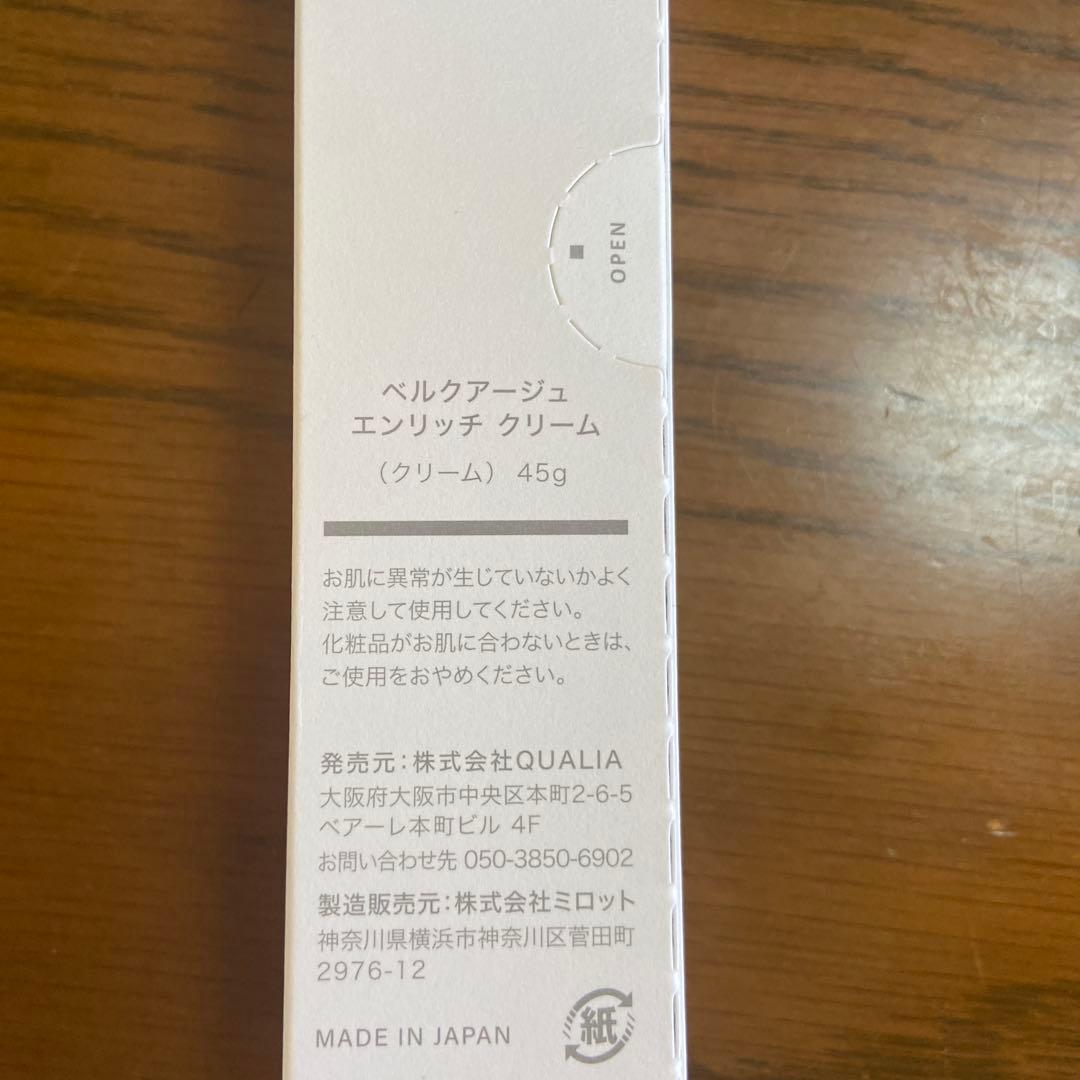 OPEN
ベルクアージュ
エンリッチ クリーム
（クリーム） 45g
お肌に異常が生じていないかよく
注意して使用してください。
化粧品がお肌に合わないときは、
ご使用をおやめください。
発売元：株式会社QUALIA
大阪府大阪市中央区本町2-6-5
ベアーレ本町ビル 4F
お問い合わせ先 050-3850-6902
製造販売元：株式会社ミロット
神奈川県横浜市神奈川区菅田町
2976-12
MADE IN JAPAN
紙